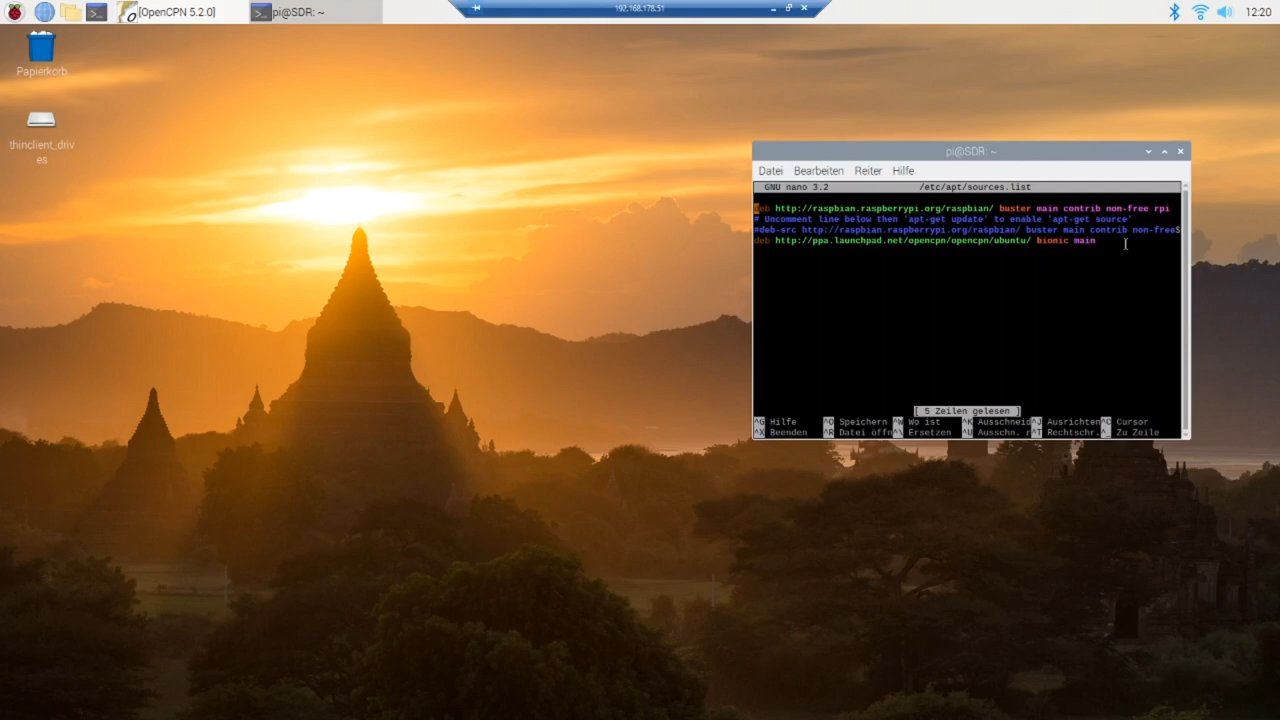 [OpenCPN 5.2.0]
pi@SDR: ~
192.168.178.51
12:20
Papierkorb
thinclient_driv
es
pi@SDR: ~
Datei Bearbeiten Reiter Hilfe
GNU nano 3.2 /etc/apt/sources.list
deb http://raspbian.raspberrypi.org/raspbian/ buster main contrib non-free rpi
# Uncomment line below then 'apt-get update' to enable 'apt-get source'
#deb-src http://raspbian.raspberrypi.org/raspbian/ buster main contrib non-free$
deb http://ppa.launchpad.net/opencpn/opencpn/ubuntu/ bionic main
[ 5 Zeilen gelesen ]
^G Hilfe ^O Speichern ^W Wo ist ^K Ausschneid ^J Ausrichten ^C Cursor
^X Beenden ^R Datei öffn ^\ Ersetzen ^U Ausschn. r ^T Rechtschr. ^_ Zu Zeile